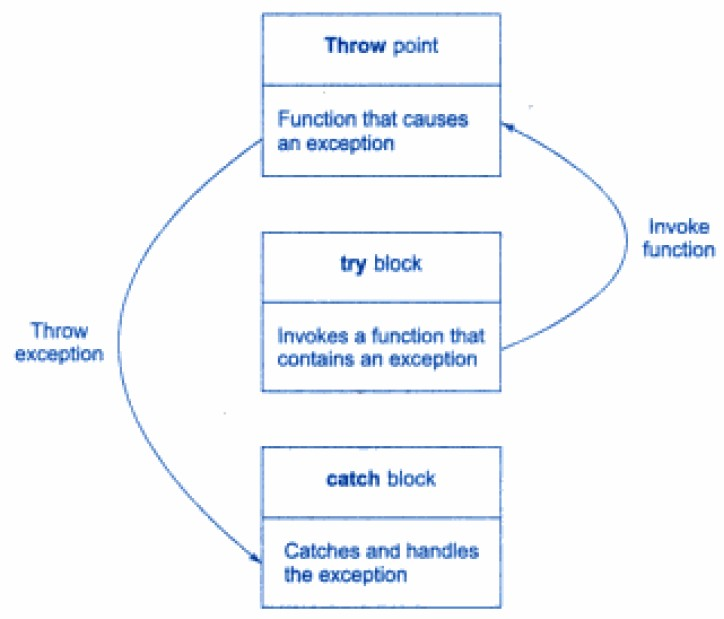 Throw point
Function that causes
an exception
Invoke
function
try block
Invokes a function that
contains an exception
Throw
exception
catch block
Catches and handles
the exception